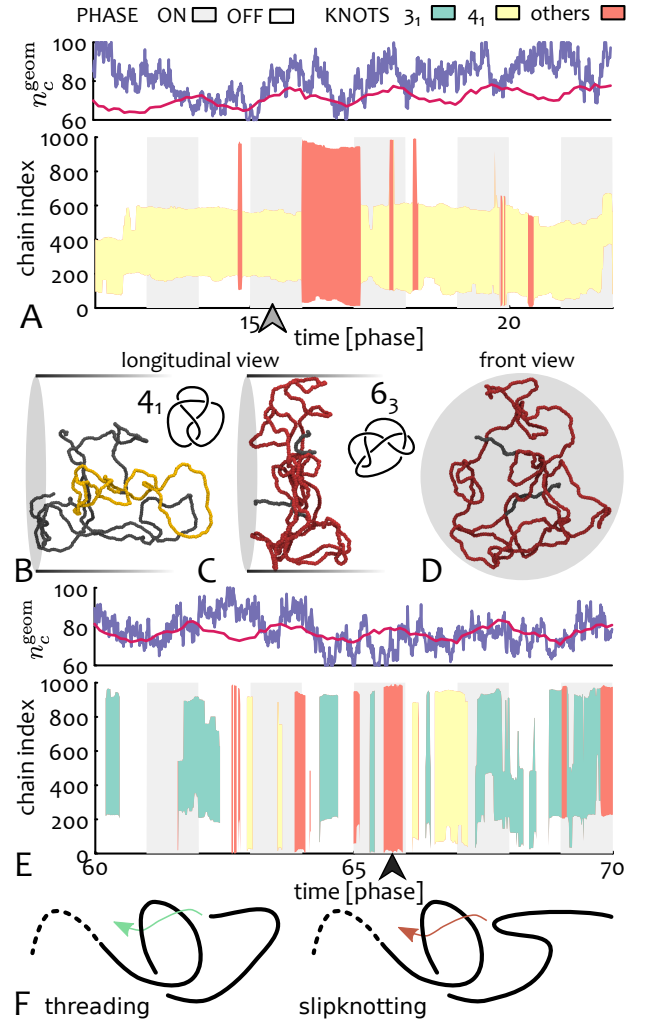 PHASE ON OFF KNOTS 3₁ 4₁ others
n_c^geom
100
80
60
chain index
1000
800
600
400
200
0
15 20
time [phase]
A
longitudinal view front view
4₁ 6₃
B C D
n_c^geom
100
80
60
chain index
1000
800
600
400
200
0
60 65 70
time [phase]
E
F threading slipknotting